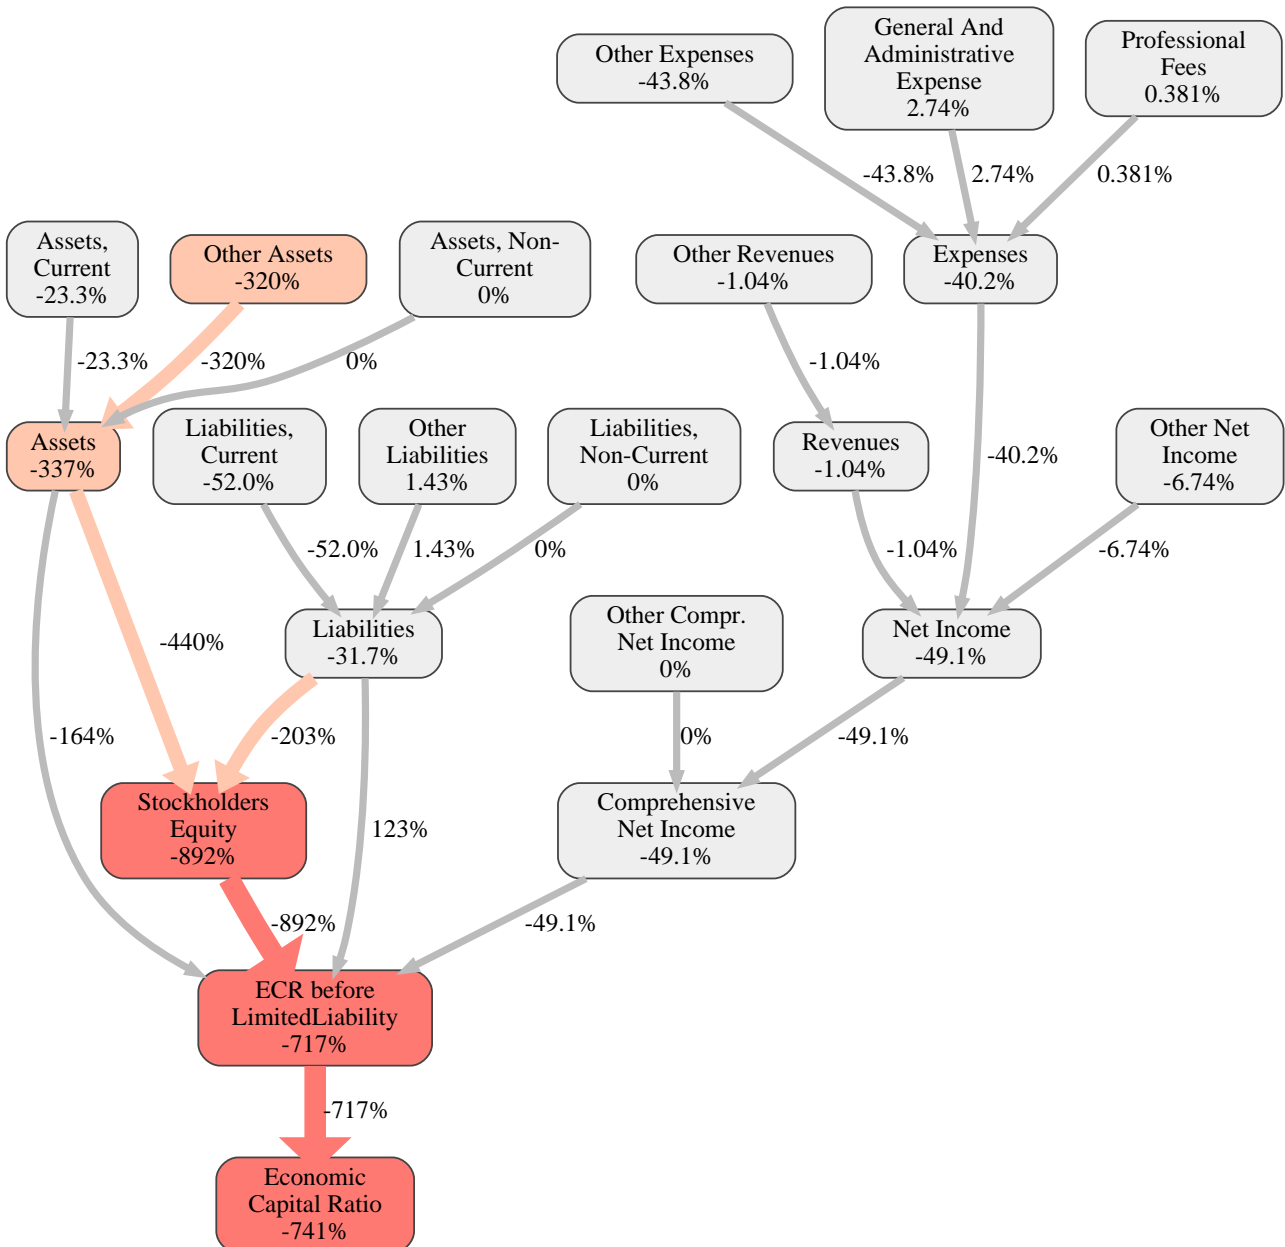 Other Expenses
-43.8%
General And
Administrative
Expense
2.74%
Professional
Fees
0.381%
-43.8%
2.74%
0.381%
Assets,
Current
-23.3%
Other Assets
-320%
Assets, Non-
Current
0%
Other Revenues
-1.04%
Expenses
-40.2%
-23.3%
-320%
0%
-1.04%
Assets
-337%
Liabilities,
Current
-52.0%
Other
Liabilities
1.43%
Liabilities,
Non-Current
0%
Revenues
-1.04%
-40.2%
Other Net
Income
-6.74%
-52.0%
1.43%
0%
-1.04%
-6.74%
-440%
Liabilities
-31.7%
Other Compr.
Net Income
0%
Net Income
-49.1%
-164%
-203%
0%
-49.1%
Stockholders
Equity
-892%
123%
Comprehensive
Net Income
-49.1%
-892%
-49.1%
ECR before
LimitedLiability
-717%
-717%
Economic
Capital Ratio
-741%